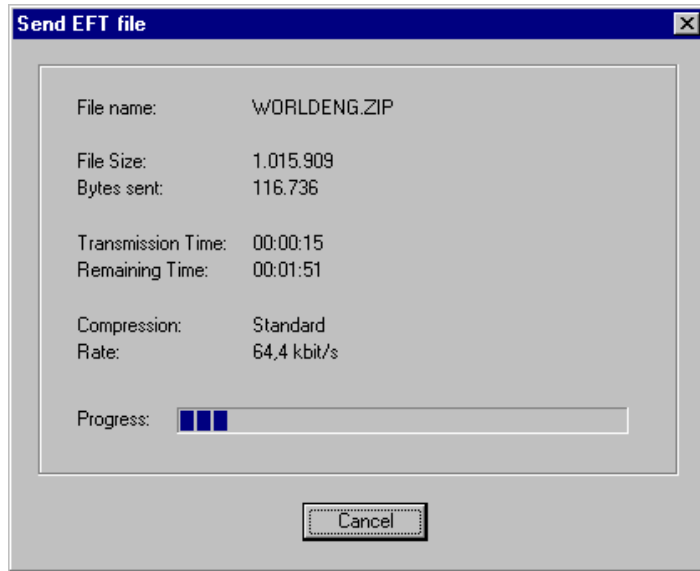 Send EFT file
File name: WORLDENG.ZIP
File Size: 1.015.909
Bytes sent: 116.736
Transmission Time: 00:00:15
Remaining Time: 00:01:51
Compression: Standard
Rate: 64,4 kbit/s
Progress:
Cancel